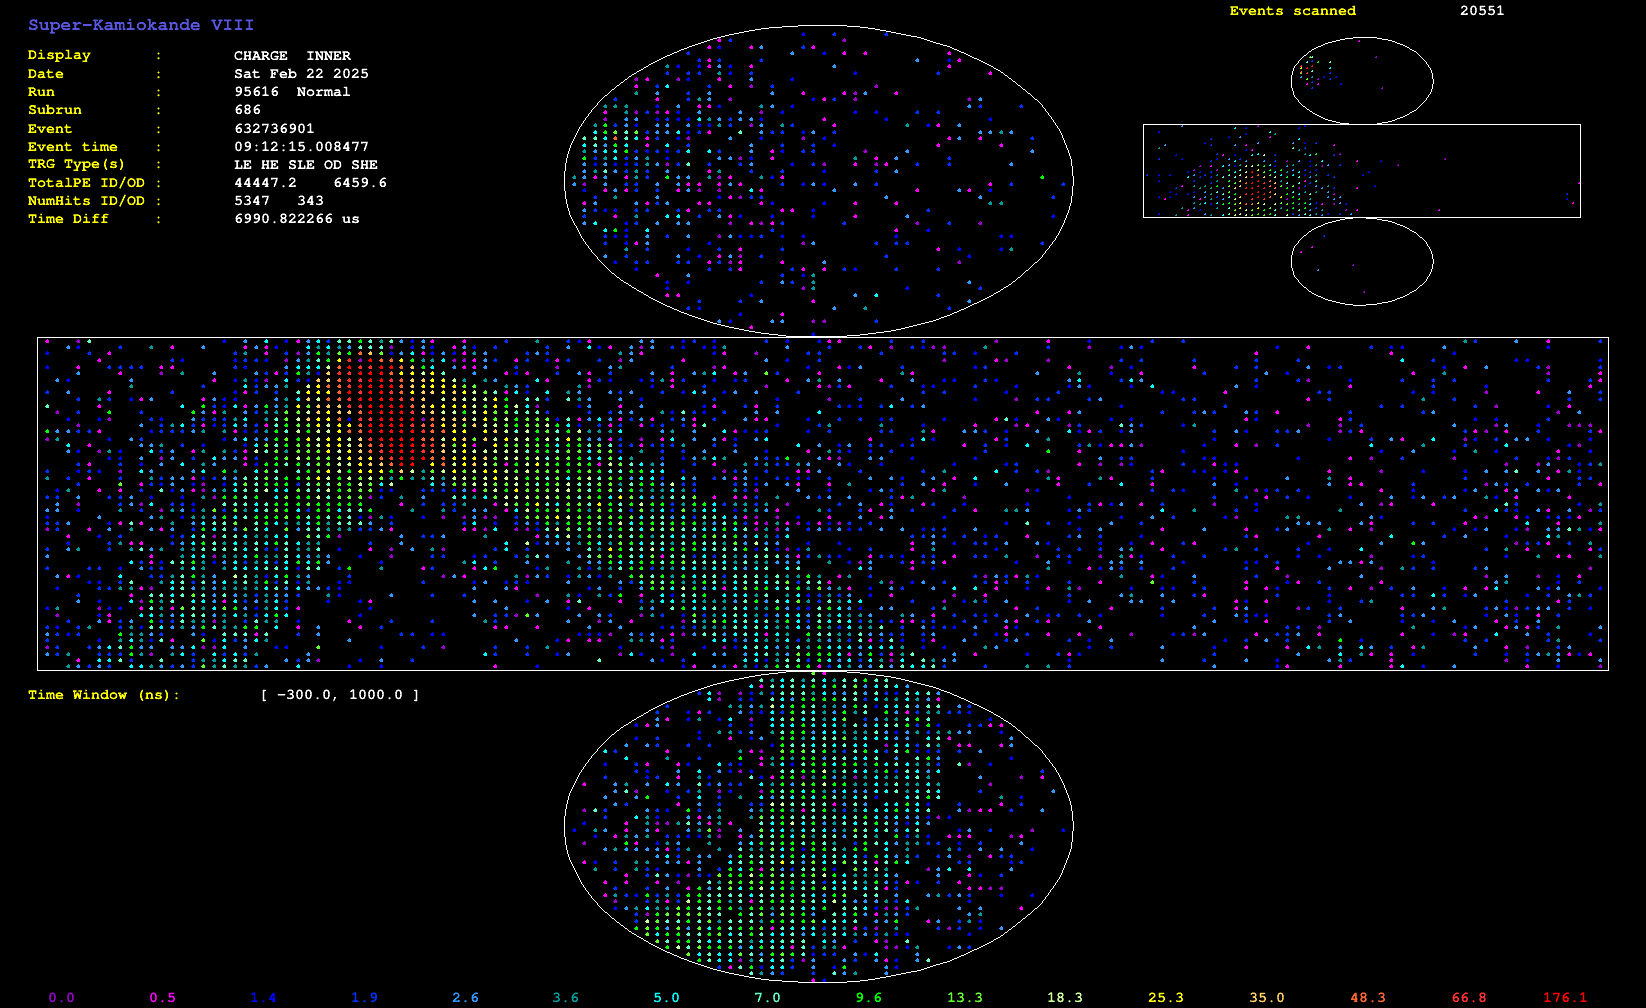 Super-Kamiokande VIII
Events scanned 20551
Display : CHARGE INNER
Date : Sat Feb 22 2025
Run : 95616 Normal
Subrun : 686
Event : 632736901
Event time : 09:12:15.008477
TRG Type(s) : LE HE SLE OD SHE
TotalPE ID/OD : 44447.2 6459.6
NumHits ID/OD : 5347 343
Time Diff : 6990.822266 us
Time Window (ns): [ -300.0, 1000.0 ]
0.0 0.5 1.4 1.9 2.6 3.6 5.0 7.0 9.6 13.3 18.3 25.3 35.0 48.3 66.8 176.1